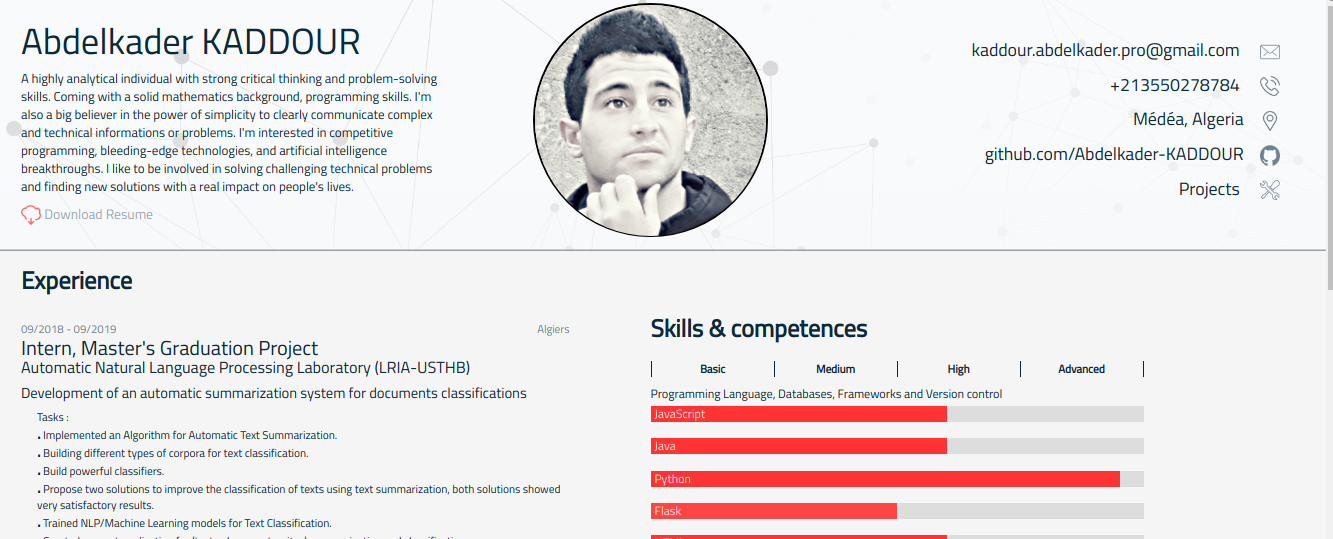 Abdelkader KADDOUR
A highly analytical individual with strong critical thinking and problem-solving
skills. Coming with a solid mathematics background, programming skills. I'm
also a big believer in the power of simplicity to clearly communicate complex
and technical informations or problems. I'm interested in competitive
programming, bleeding-edge technologies, and artificial intelligence
breakthroughs. I like to be involved in solving challenging technical problems
and finding new solutions with a real impact on people's lives.
Download Resume
kaddour.abdelkader.pro@gmail.com
+213550278784
Médéa, Algeria
github.com/Abdelkader-KADDOUR
Projects
Experience
09/2018 - 09/2019
Algiers
Intern, Master's Graduation Project
Automatic Natural Language Processing Laboratory (LRIA-USTHB)
Development of an automatic summarization system for documents classifications
Tasks :
. Implemented an Algorithm for Automatic Text Summarization.
. Building different types of corpora for text classification.
. Build powerful classifiers.
. Propose two solutions to improve the classification of texts using text summarization, both solutions showed
very satisfactory results.
. Trained NLP/Machine Learning models for Text Classification.
Skills & competences
Basic Medium High Advanced
Programming Language, Databases, Frameworks and Version control
JavaScript
Java
Python
Flask